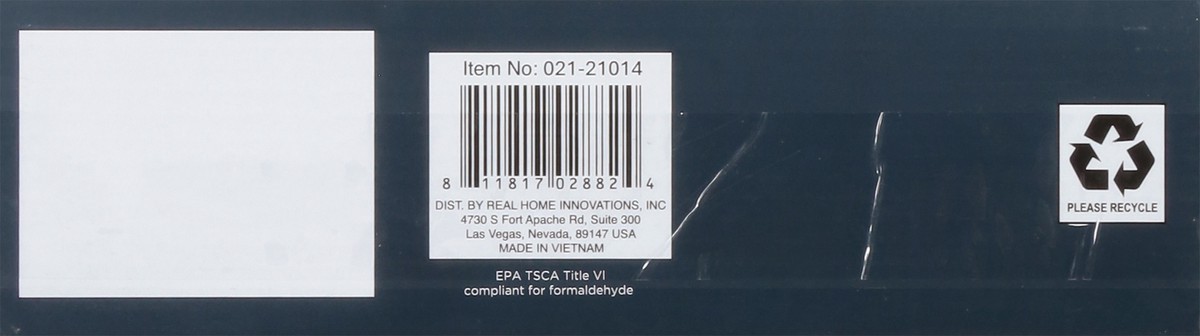 Item No: 021-21014
8 11817 02882 4
DIST. BY REAL HOME INNOVATIONS, INC
4730 S Fort Apache Rd, Suite 300
Las Vegas, Nevada, 89147 USA
MADE IN VIETNAM
EPA TSCA Title VI
compliant for formaldehyde
PLEASE RECYCLE